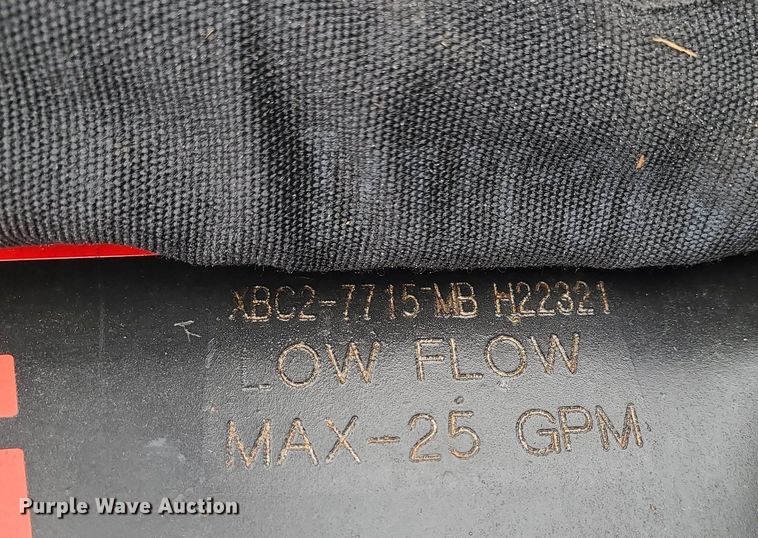 XBC2-7715-MB H22321
LOW FLOW
MAX-25 GPM
Purple Wave Auction